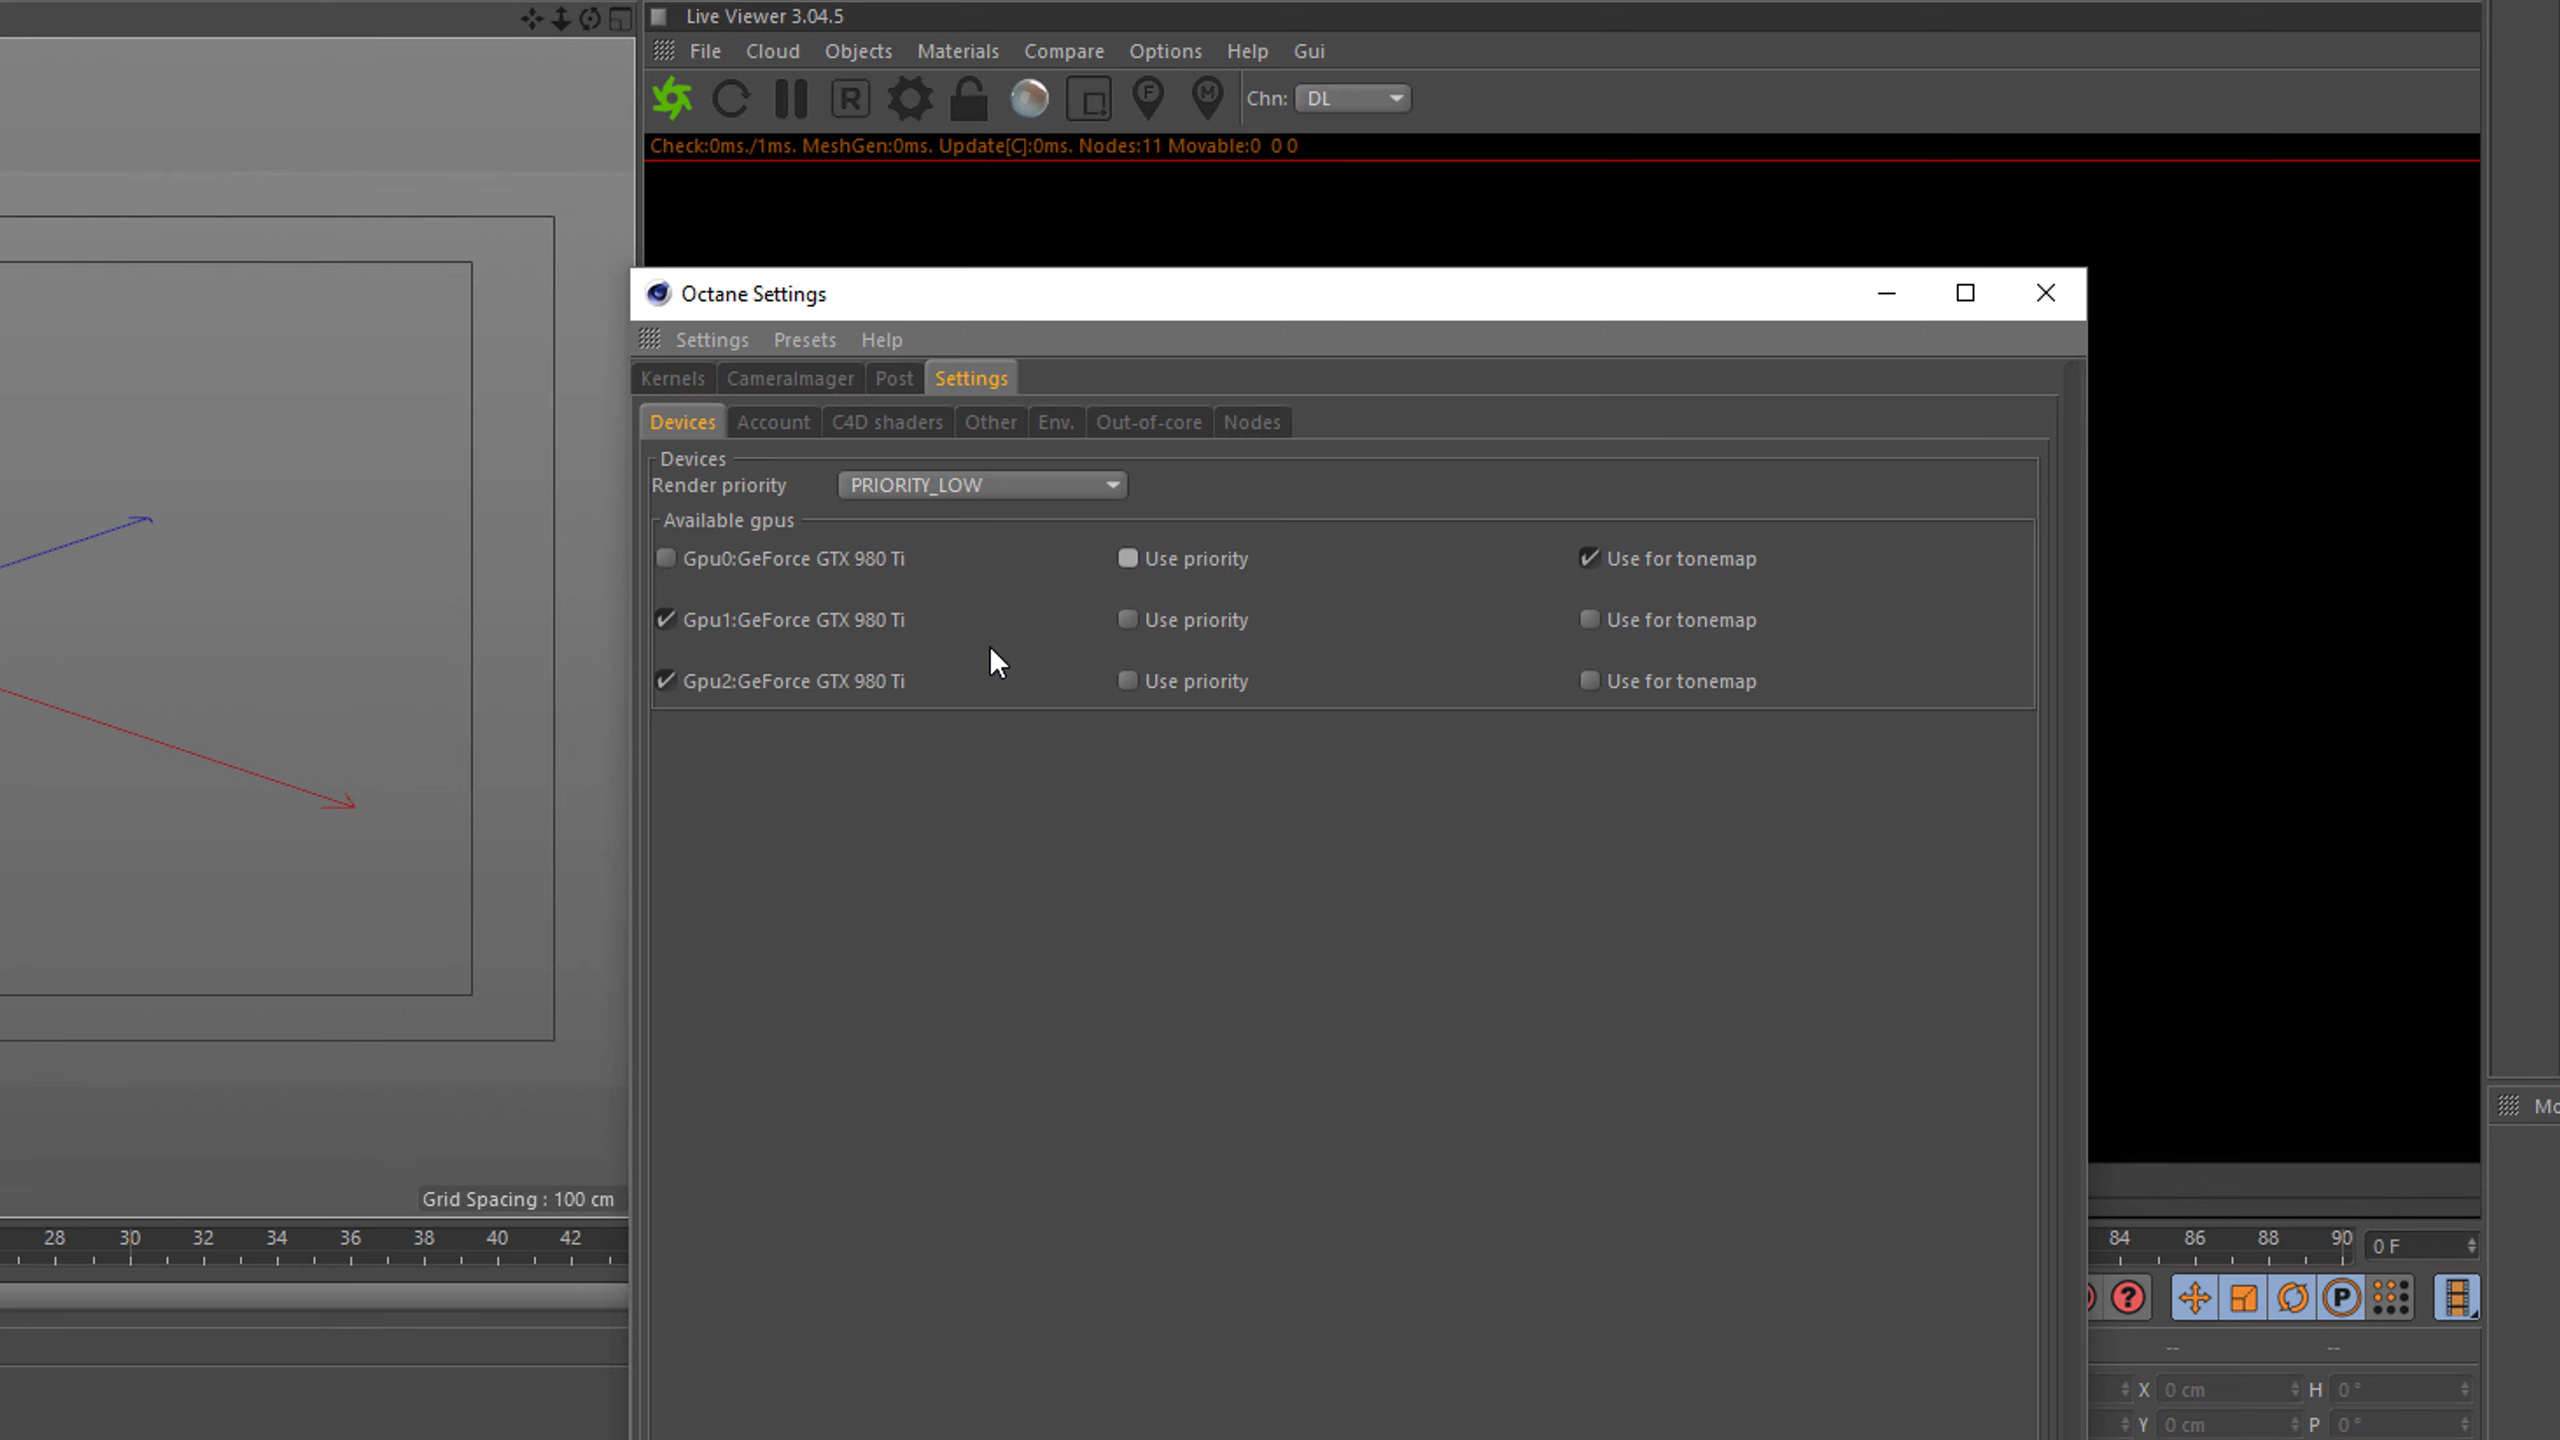 Live Viewer 3.04.5
File Cloud Objects Materials Compare Options Help Gui
R F M Chn: DL
Check:0ms./1ms. MeshGen:0ms. Update[C]:0ms. Nodes:11 Movable:0 0 0
Octane Settings
Settings Presets Help
Kernels CameraImager Post Settings
Devices Account C4D shaders Other Env. Out-of-core Nodes
Devices
Render priority PRIORITY_LOW
Available gpus
Gpu0:GeForce GTX 980 Ti Use priority Use for tonemap
Gpu1:GeForce GTX 980 Ti Use priority Use for tonemap
Gpu2:GeForce GTX 980 Ti Use priority Use for tonemap
Grid Spacing : 100 cm
28 30 32 34 36 38 40 42
84 86 88 90 0 F
? P
-- --
X 0 cm H 0 °
Y 0 cm P 0 °